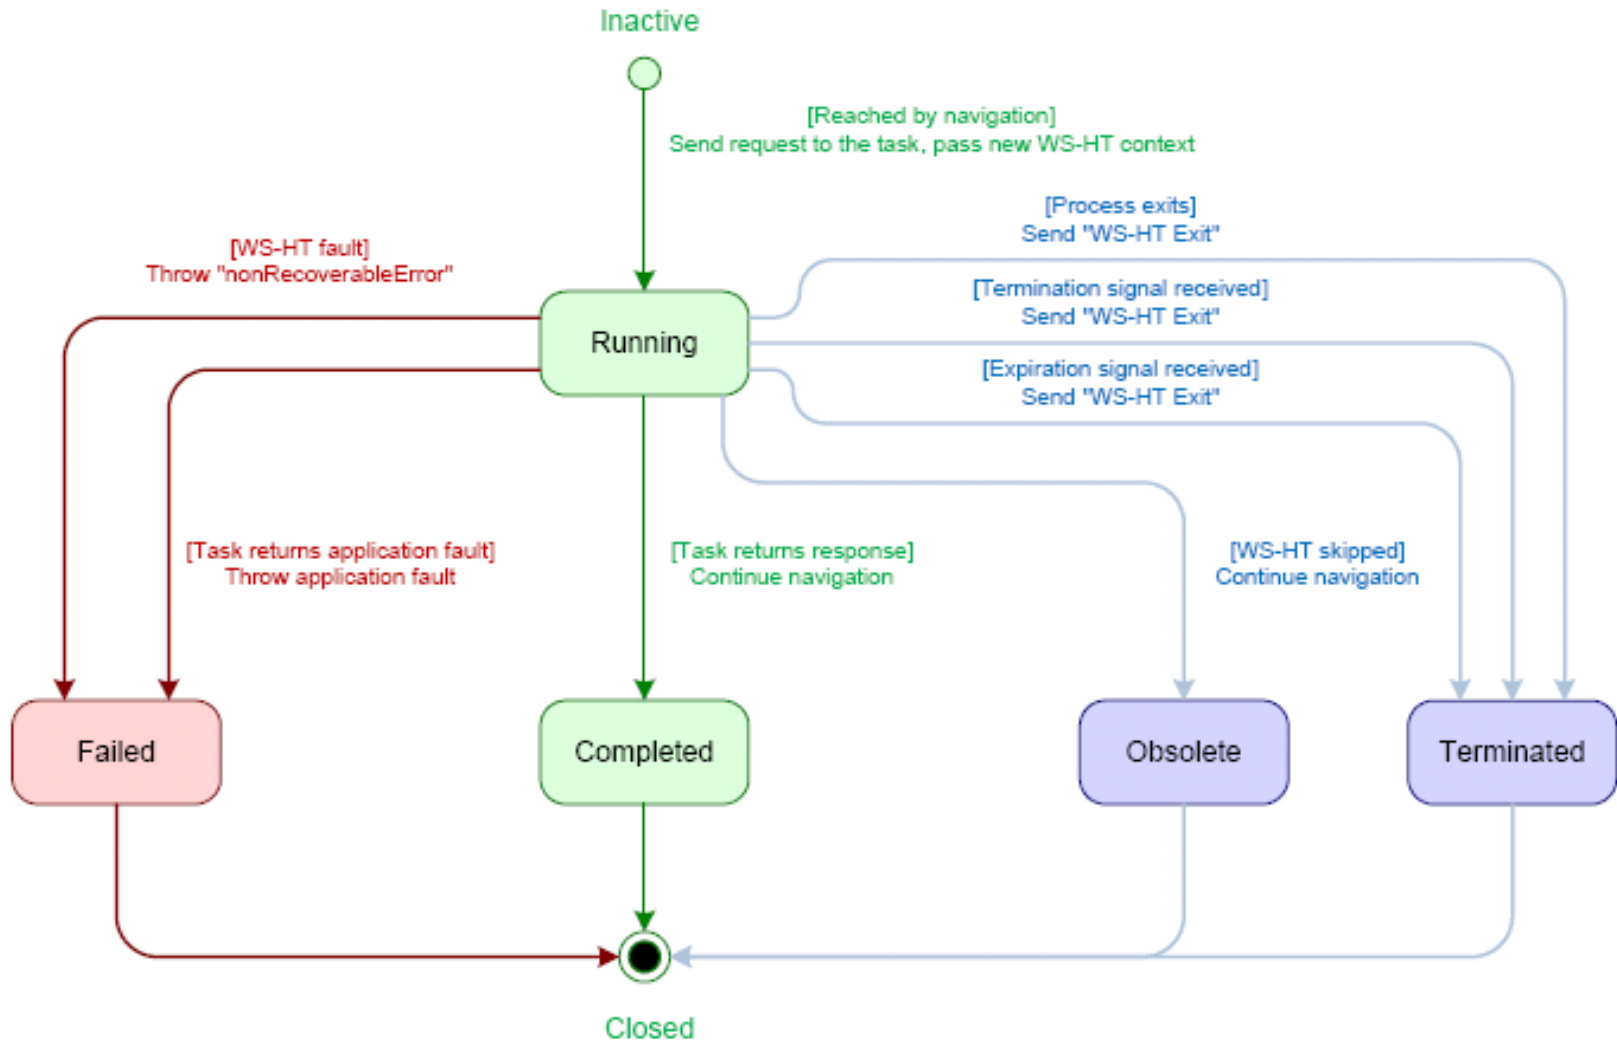 Inactive
[Reached by navigation]
Send request to the task, pass new WS-HT context
[Process exits]
Send "WS-HT Exit"
[WS-HT fault]
Throw "nonRecoverableError"
[Termination signal received]
Send "WS-HT Exit"
Running
[Expiration signal received]
Send "WS-HT Exit"
[Task returns application fault]
Throw application fault
[Task returns response]
Continue navigation
[WS-HT skipped]
Continue navigation
Failed
Completed
Obsolete
Terminated
Closed